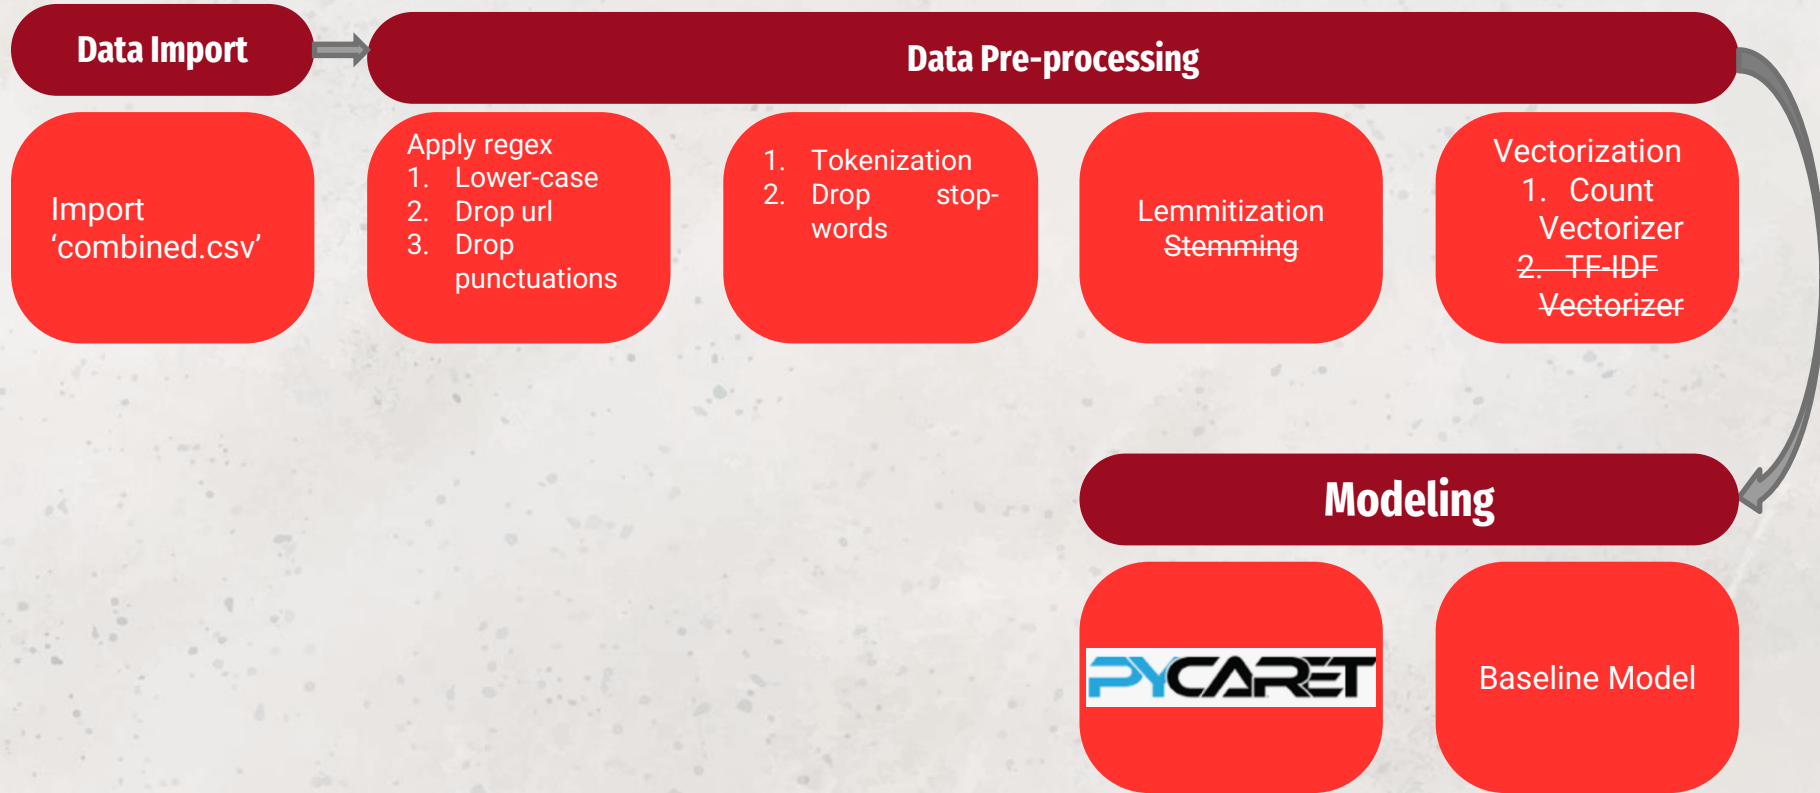 Data Import
Data Pre-processing
Import
‘combined.csv’
Apply regex
1. Lower-case
2. Drop url
3. Drop
punctuations
1. Tokenization
2. Drop stop-
words
Lemmitization
Stemming
Vectorization
1. Count
Vectorizer
2. TF-IDF
Vectorizer
Modeling
PYCARET
Baseline Model